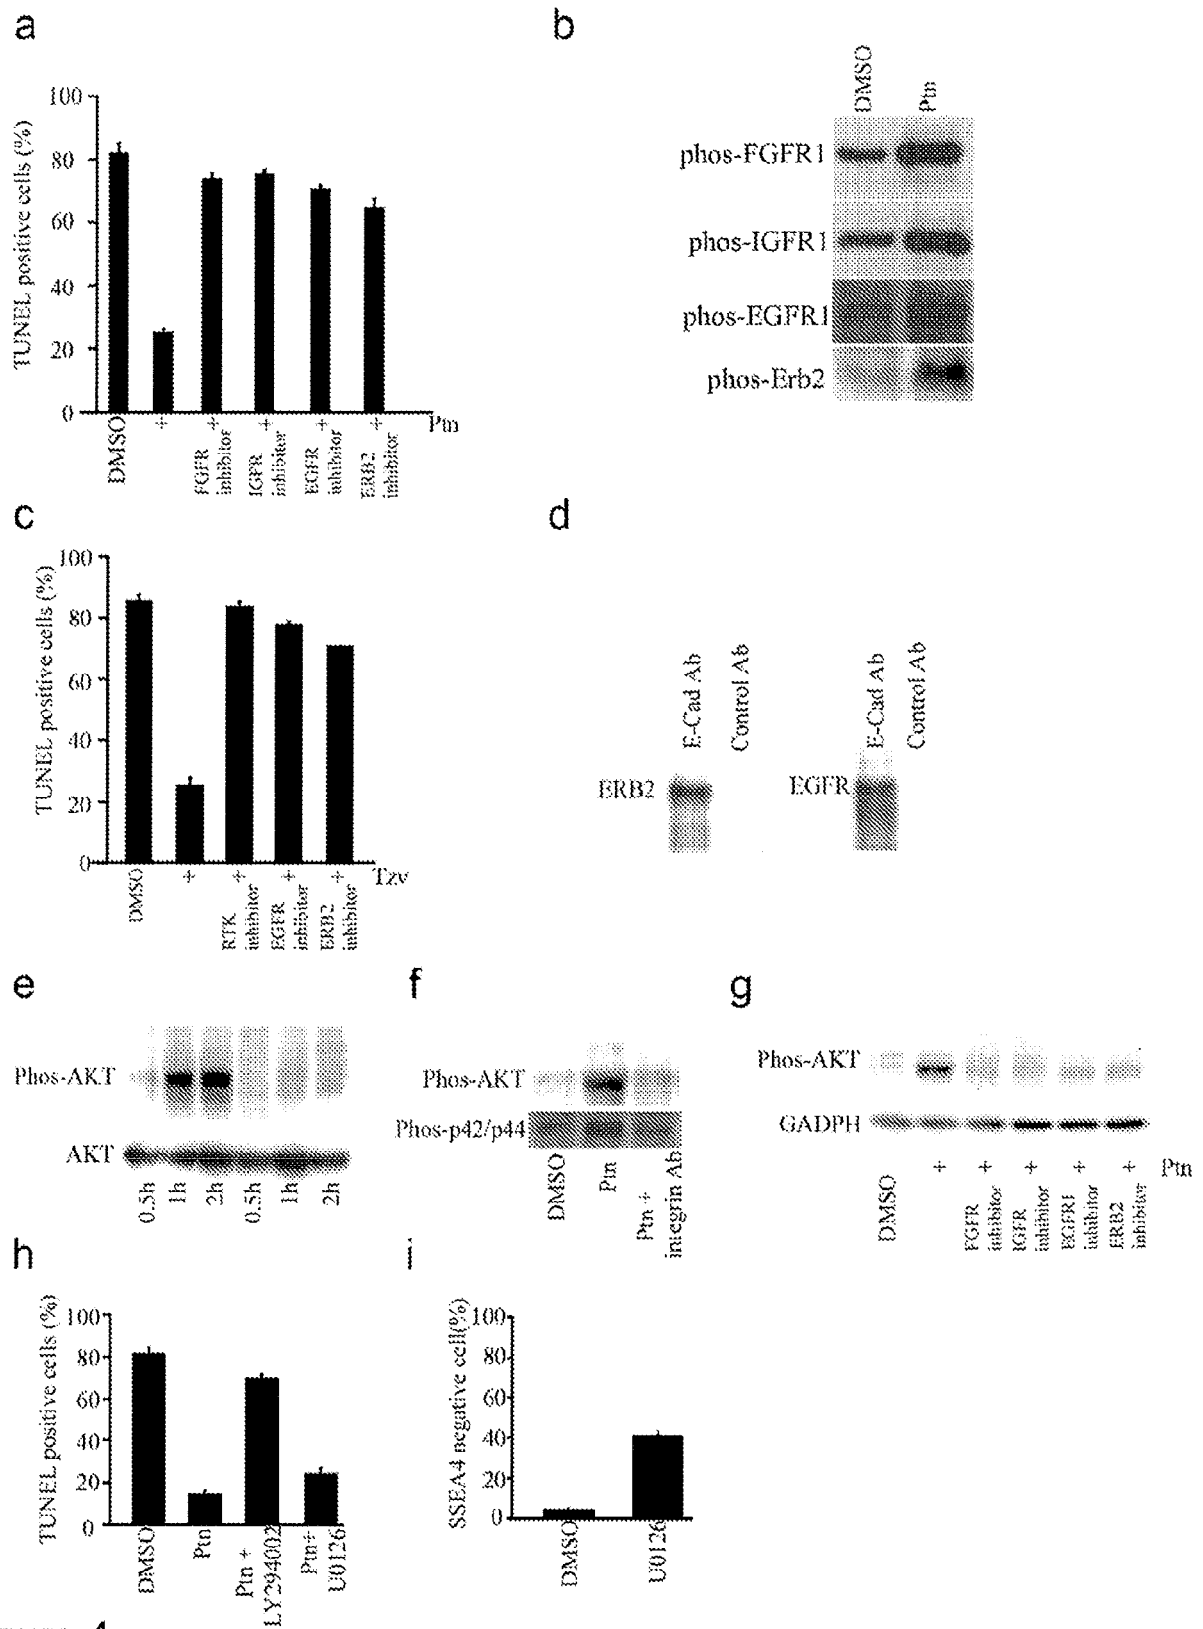 a
100
80
60
40
20
0
TUNEL positive cells (%)
DMSO
+
+
+
+
+
Ptn
FGFR inhibitor
IGFR inhibitor
EGFR inhibitor
ERB2 inhibitor
b
DMSO
Ptn
phos-FGFR1
phos-IGFR1
phos-EGFR1
phos-Erb2
c
100
80
60
40
20
0
TUNEL positive cells (%)
DMSO
+
+
+
+
Tzv
RTK inhibitor
EGFR inhibitor
ERB2 inhibitor
d
E-Cad Ab
Control Ab
E-Cad Ab
Control Ab
ERB2
EGFR
e
Phos-AKT
AKT
0.5h
1h
2h
0.5h
1h
2h
f
Phos-AKT
Phos-p42/p44
DMSO
Ptn
Ptn +
integrin Ab
g
Phos-AKT
GADPH
+
+
+
+
+
Ptn
DMSO
FGFR inhibitor
IGFR inhibitor
EGFR1 inhibitor
ERB2 inhibitor
h
100
80
60
40
20
0
TUNEL positive cells (%)
DMSO
Ptn
Ptn +
LY294002
Ptn+
U0126
i
100
80
60
40
20
0
SSEA4 negative cell(%)
DMSO
U0126